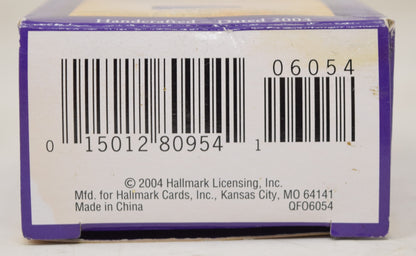 Handcrafted Dated 2004
06054
0 15012 80954 1
© 2004 Hallmark Licensing, Inc.
Mfd. for Hallmark Cards, Inc., Kansas City, MO 64141
Made in China QFO6054